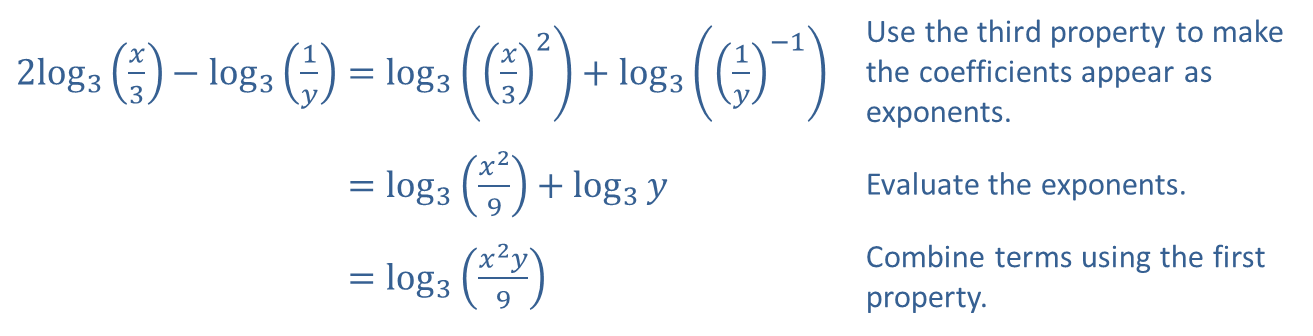 2log₃(x/3) − log₃(1/y) = log₃((x/3)²) + log₃((1/y)⁻¹) Use the third property to make
the coefficients appear as
exponents.
= log₃(x²/9) + log₃ y Evaluate the exponents.
= log₃(x²y/9) Combine terms using the first
property.